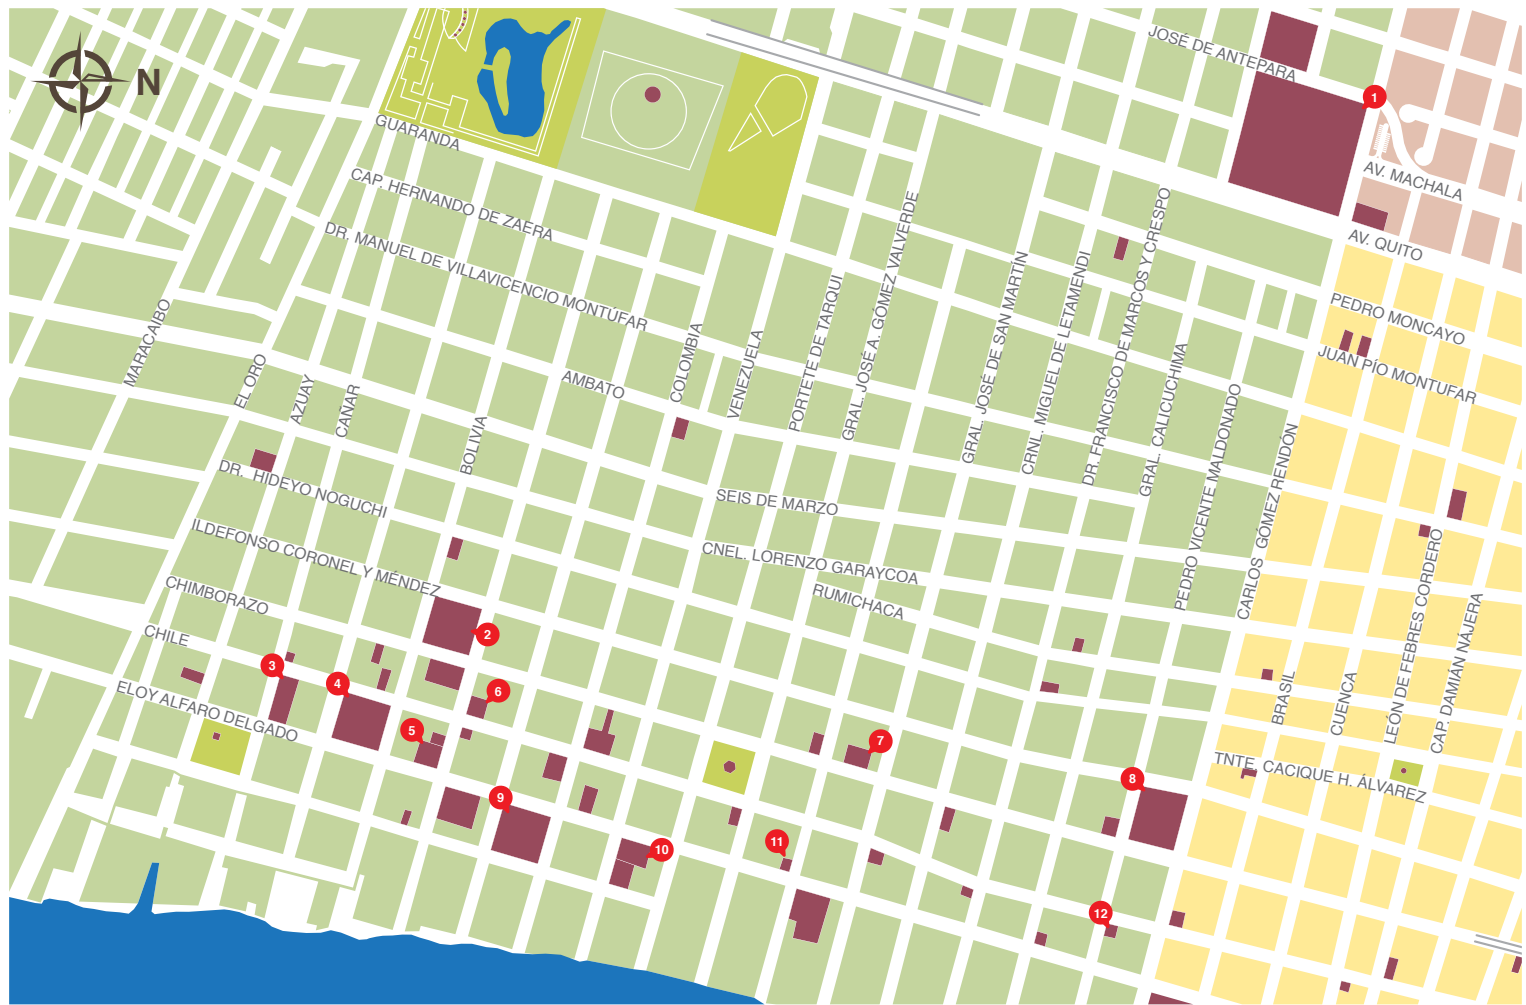 JOSÉ DE ANTEPARA
N
1
GUARANDA
AV. MACHALA
CAP. HERNANDO DE ZAERA
DR. MANUEL DE VILLAVICENCIO MONTÚFAR
AV. QUITO
PEDRO MONCAYO
JUAN PÍO MONTUFAR
MARACAIBO
EL ORO
AZUAY
CAÑAR
BOLIVIA
AMBATO
COLOMBIA
VENEZUELA
PORTETE DE TARQUI
GRAL. JOSÉ A. GÓMEZ VALVERDE
GRAL. JOSÉ DE SAN MARTÍN
CRNL. MIGUEL DE LETAMENDI
DR. FRANCISCO DE MARCOS Y CRESPO
GRAL. CALICUCHIMA
PEDRO VICENTE MALDONADO
CARLOS GÓMEZ RENDÓN
DR. HIDEYO NOGUCHI
SEIS DE MARZO
ILDEFONSO CORONEL Y MÉNDEZ
CNEL. LORENZO GARAYCOA
RUMICHACA
CHIMBORAZO
CHILE
ELOY ALFARO DELGADO
2
3
4
5
6
7
BRASIL
CUENCA
LEÓN DE FEBRES CORDERO
CAP. DAMIÁN NÁJERA
TNTE. CACIQUE H. ÁLVAREZ
8
9
10
11
12